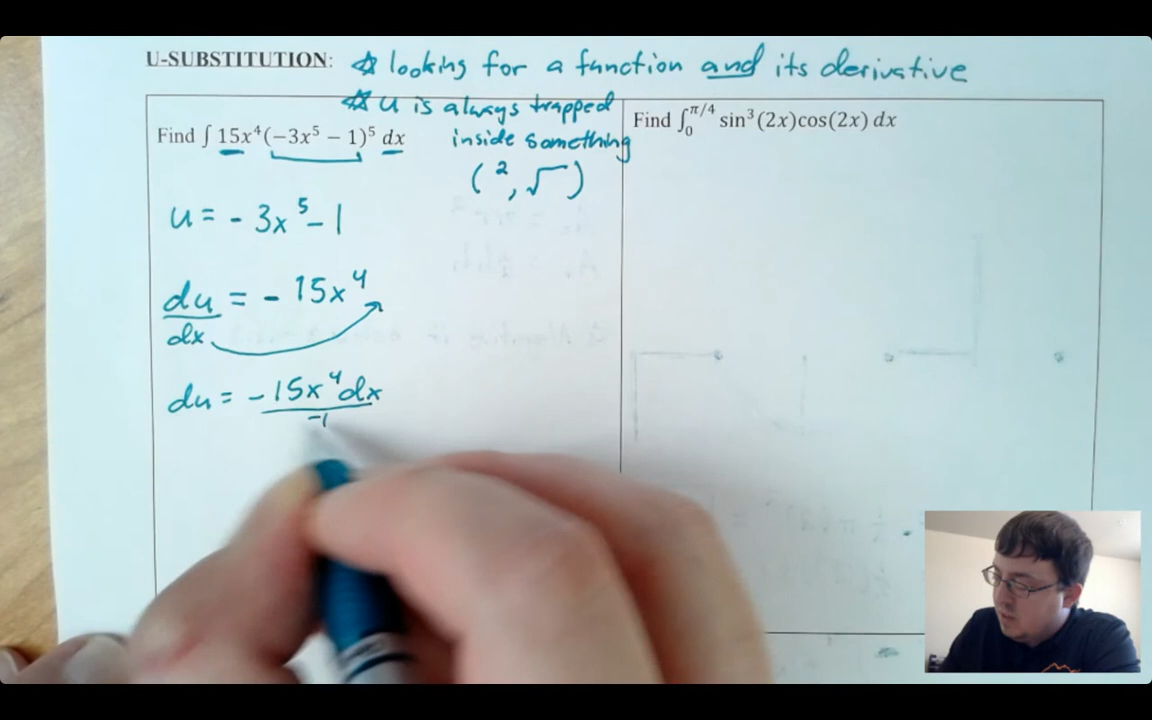 U-SUBSTITUTION: ☆ looking for a function and its derivative
☆ u is always trapped
inside something
( ², √ )
Find ∫ 15x⁴(−3x⁵ − 1)⁵ dx
u = - 3x⁵ - 1
du/dx = - 15x⁴
du = - 15x⁴dx
-1
Find ∫₀^π/4 sin³(2x)cos(2x) dx